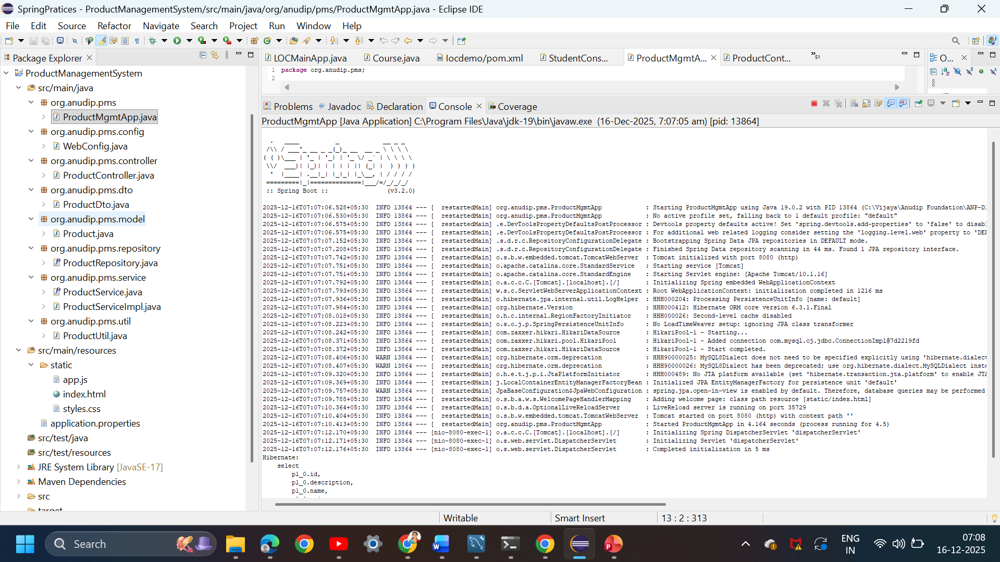 SpringPratices - ProductManagementSystem/src/main/java/org/anudip/pms/ProductMgmtApp.java - Eclipse IDE
File Edit Source Refactor Navigate Search Project Run Window Help
Package Explorer
ProductManagementSystem
src/main/java
org.anudip.pms
ProductMgmtApp.java
org.anudip.pms.config
WebConfig.java
org.anudip.pms.controller
ProductController.java
org.anudip.pms.dto
ProductDto.java
org.anudip.pms.model
Product.java
org.anudip.pms.repository
ProductRepository.java
org.anudip.pms.service
ProductService.java
ProductServiceImpl.java
org.anudip.pms.util
ProductUtil.java
src/main/resources
static
app.js
index.html
styles.css
application.properties
src/test/java
src/test/resources
JRE System Library [JavaSE-17]
Maven Dependencies
src
target
LOCMainApp.java Course.java locdemo/pom.xml StudentCons... ProductMgmtA... ProductCont... »51
O...
1 package org.anudip.pms;
2
Problems Javadoc Declaration Console Coverage
ProductMgmtApp [Java Application] C:\Program Files\Java\jdk-19\bin\javaw.exe (16-Dec-2025, 7:07:05 am) [pid: 13864]
:: Spring Boot :: (v3.2.0)
2025-12-16T07:07:06.528+05:30 INFO 13864 --- [ restartedMain] org.anudip.pms.ProductMgmtApp : Starting ProductMgmtApp using Java 19.0.2 with PID 13864 (C:\Vijaya\Anudip Foundation\ANP-D
2025-12-16T07:07:06.530+05:30 INFO 13864 --- [ restartedMain] org.anudip.pms.ProductMgmtApp : No active profile set, falling back to 1 default profile: "default"
2025-12-16T07:07:06.575+05:30 INFO 13864 --- [ restartedMain] .e.DevToolsPropertyDefaultsPostProcessor : Devtools property defaults active! Set 'spring.devtools.add-properties' to 'false' to disabl
2025-12-16T07:07:06.575+05:30 INFO 13864 --- [ restartedMain] .e.DevToolsPropertyDefaultsPostProcessor : For additional web related logging consider setting the 'logging.level.web' property to 'DE
2025-12-16T07:07:07.152+05:30 INFO 13864 --- [ restartedMain] .s.d.r.c.RepositoryConfigurationDelegate : Bootstrapping Spring Data JPA repositories in DEFAULT mode.
2025-12-16T07:07:07.208+05:30 INFO 13864 --- [ restartedMain] .s.d.r.c.RepositoryConfigurationDelegate : Finished Spring Data repository scanning in 44 ms. Found 1 JPA repository interface.
2025-12-16T07:07:07.742+05:30 INFO 13864 --- [ restartedMain] o.s.b.w.embedded.tomcat.TomcatWebServer : Tomcat initialized with port 8080 (http)
2025-12-16T07:07:07.751+05:30 INFO 13864 --- [ restartedMain] o.apache.catalina.core.StandardService : Starting service [Tomcat]
2025-12-16T07:07:07.751+05:30 INFO 13864 --- [ restartedMain] o.apache.catalina.core.StandardEngine : Starting Servlet engine: [Apache Tomcat/10.1.16]
2025-12-16T07:07:07.792+05:30 INFO 13864 --- [ restartedMain] o.a.c.c.C.[Tomcat].[localhost].[/] : Initializing Spring embedded WebApplicationContext
2025-12-16T07:07:07.793+05:30 INFO 13864 --- [ restartedMain] w.s.c.ServletWebServerApplicationContext : Root WebApplicationContext: initialization completed in 1216 ms
2025-12-16T07:07:07.936+05:30 INFO 13864 --- [ restartedMain] o.hibernate.jpa.internal.util.LogHelper : HHH000204: Processing PersistenceUnitInfo [name: default]
2025-12-16T07:07:07.984+05:30 INFO 13864 --- [ restartedMain] org.hibernate.Version : HHH000412: Hibernate ORM core version 6.3.1.Final
2025-12-16T07:07:08.018+05:30 INFO 13864 --- [ restartedMain] o.h.c.internal.RegionFactoryInitiator : HHH000026: Second-level cache disabled
2025-12-16T07:07:08.223+05:30 INFO 13864 --- [ restartedMain] o.s.o.j.p.SpringPersistenceUnitInfo : No LoadTimeWeaver setup: ignoring JPA class transformer
2025-12-16T07:07:08.242+05:30 INFO 13864 --- [ restartedMain] com.zaxxer.hikari.HikariDataSource : HikariPool-1 - Starting...
2025-12-16T07:07:08.371+05:30 INFO 13864 --- [ restartedMain] com.zaxxer.hikari.pool.HikariPool : HikariPool-1 - Added connection com.mysql.cj.jdbc.ConnectionImpl@7d2219fd
2025-12-16T07:07:08.372+05:30 INFO 13864 --- [ restartedMain] com.zaxxer.hikari.HikariDataSource : HikariPool-1 - Start completed.
2025-12-16T07:07:08.406+05:30 WARN 13864 --- [ restartedMain] org.hibernate.orm.deprecation : HHH90000025: MySQL8Dialect does not need to be specified explicitly using 'hibernate.dialect
2025-12-16T07:07:08.407+05:30 WARN 13864 --- [ restartedMain] org.hibernate.orm.deprecation : HHH90000026: MySQL8Dialect has been deprecated; use org.hibernate.dialect.MySQLDialect inste
2025-12-16T07:07:09.320+05:30 INFO 13864 --- [ restartedMain] o.h.e.t.j.p.i.JtaPlatformInitiator : HHH000489: No JTA platform available (set 'hibernate.transaction.jta.platform' to enable JTA
2025-12-16T07:07:09.369+05:30 INFO 13864 --- [ restartedMain] j.LocalContainerEntityManagerFactoryBean : Initialized JPA EntityManagerFactory for persistence unit 'default'
2025-12-16T07:07:09.757+05:30 WARN 13864 --- [ restartedMain] JpaBaseConfiguration$JpaWebConfiguration : spring.jpa.open-in-view is enabled by default. Therefore, database queries may be performed
2025-12-16T07:07:09.788+05:30 INFO 13864 --- [ restartedMain] o.s.b.a.w.s.WelcomePageHandlerMapping : Adding welcome page: class path resource [static/index.html]
2025-12-16T07:07:10.364+05:30 INFO 13864 --- [ restartedMain] o.s.b.d.a.OptionalLiveReloadServer : LiveReload server is running on port 35729
2025-12-16T07:07:10.404+05:30 INFO 13864 --- [ restartedMain] o.s.b.w.embedded.tomcat.TomcatWebServer : Tomcat started on port 8080 (http) with context path ''
2025-12-16T07:07:10.413+05:30 INFO 13864 --- [ restartedMain] org.anudip.pms.ProductMgmtApp : Started ProductMgmtApp in 4.164 seconds (process running for 4.5)
2025-12-16T07:07:12.170+05:30 INFO 13864 --- [nio-8080-exec-1] o.a.c.c.C.[Tomcat].[localhost].[/] : Initializing Spring DispatcherServlet 'dispatcherServlet'
2025-12-16T07:07:12.171+05:30 INFO 13864 --- [nio-8080-exec-1] o.s.web.servlet.DispatcherServlet : Initializing Servlet 'dispatcherServlet'
2025-12-16T07:07:12.176+05:30 INFO 13864 --- [nio-8080-exec-1] o.s.web.servlet.DispatcherServlet : Completed initialization in 5 ms
Hibernate:
select
p1_0.id,
p1_0.description,
p1_0.name,
Writable Smart Insert 13 : 2 : 313
Search
ENG
IN
07:08
16-12-2025